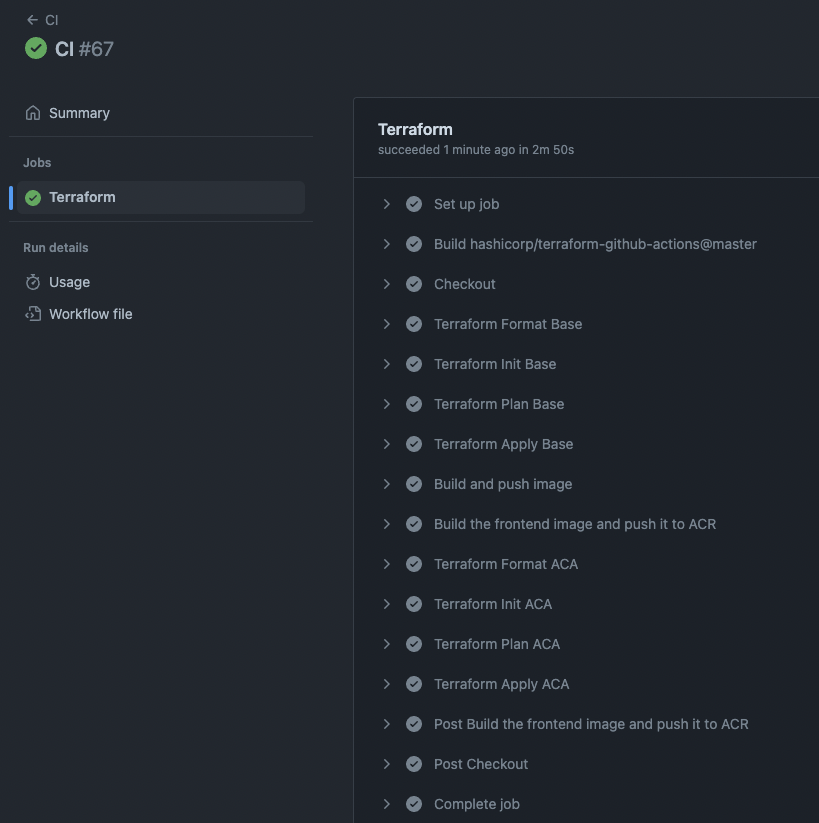 CI
CI #67
Summary
Jobs
Terraform
Run details
Usage
Workflow file
Terraform
succeeded 1 minute ago in 2m 50s
Set up job
Build hashicorp/terraform-github-actions@master
Checkout
Terraform Format Base
Terraform Init Base
Terraform Plan Base
Terraform Apply Base
Build and push image
Build the frontend image and push it to ACR
Terraform Format ACA
Terraform Init ACA
Terraform Plan ACA
Terraform Apply ACA
Post Build the frontend image and push it to ACR
Post Checkout
Complete job